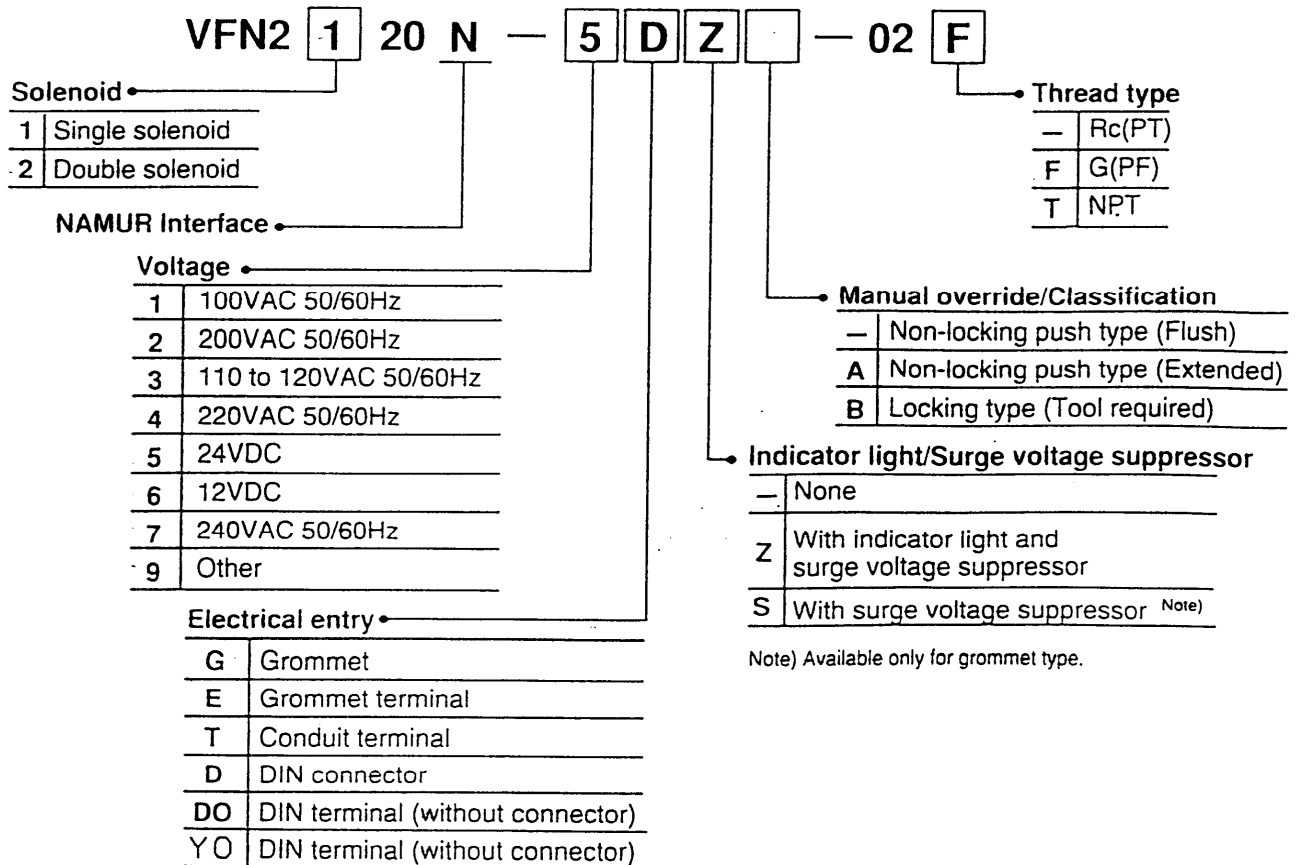 VFN2 1 20 N — 5 D Z — 02 F
Solenoid
1 Single solenoid
2 Double solenoid
NAMUR Interface
Voltage
1 100VAC 50/60Hz
2 200VAC 50/60Hz
3 110 to 120VAC 50/60Hz
4 220VAC 50/60Hz
5 24VDC
6 12VDC
7 240VAC 50/60Hz
9 Other
Electrical entry
G Grommet
E Grommet terminal
T Conduit terminal
D DIN connector
DO DIN terminal (without connector)
YO DIN terminal (without connector)
Thread type
— Rc(PT)
F G(PF)
T NPT
Manual override/Classification
— Non-locking push type (Flush)
A Non-locking push type (Extended)
B Locking type (Tool required)
Indicator light/Surge voltage suppressor
— None
Z With indicator light and
surge voltage suppressor
S With surge voltage suppressor Note)
Note) Available only for grommet type.